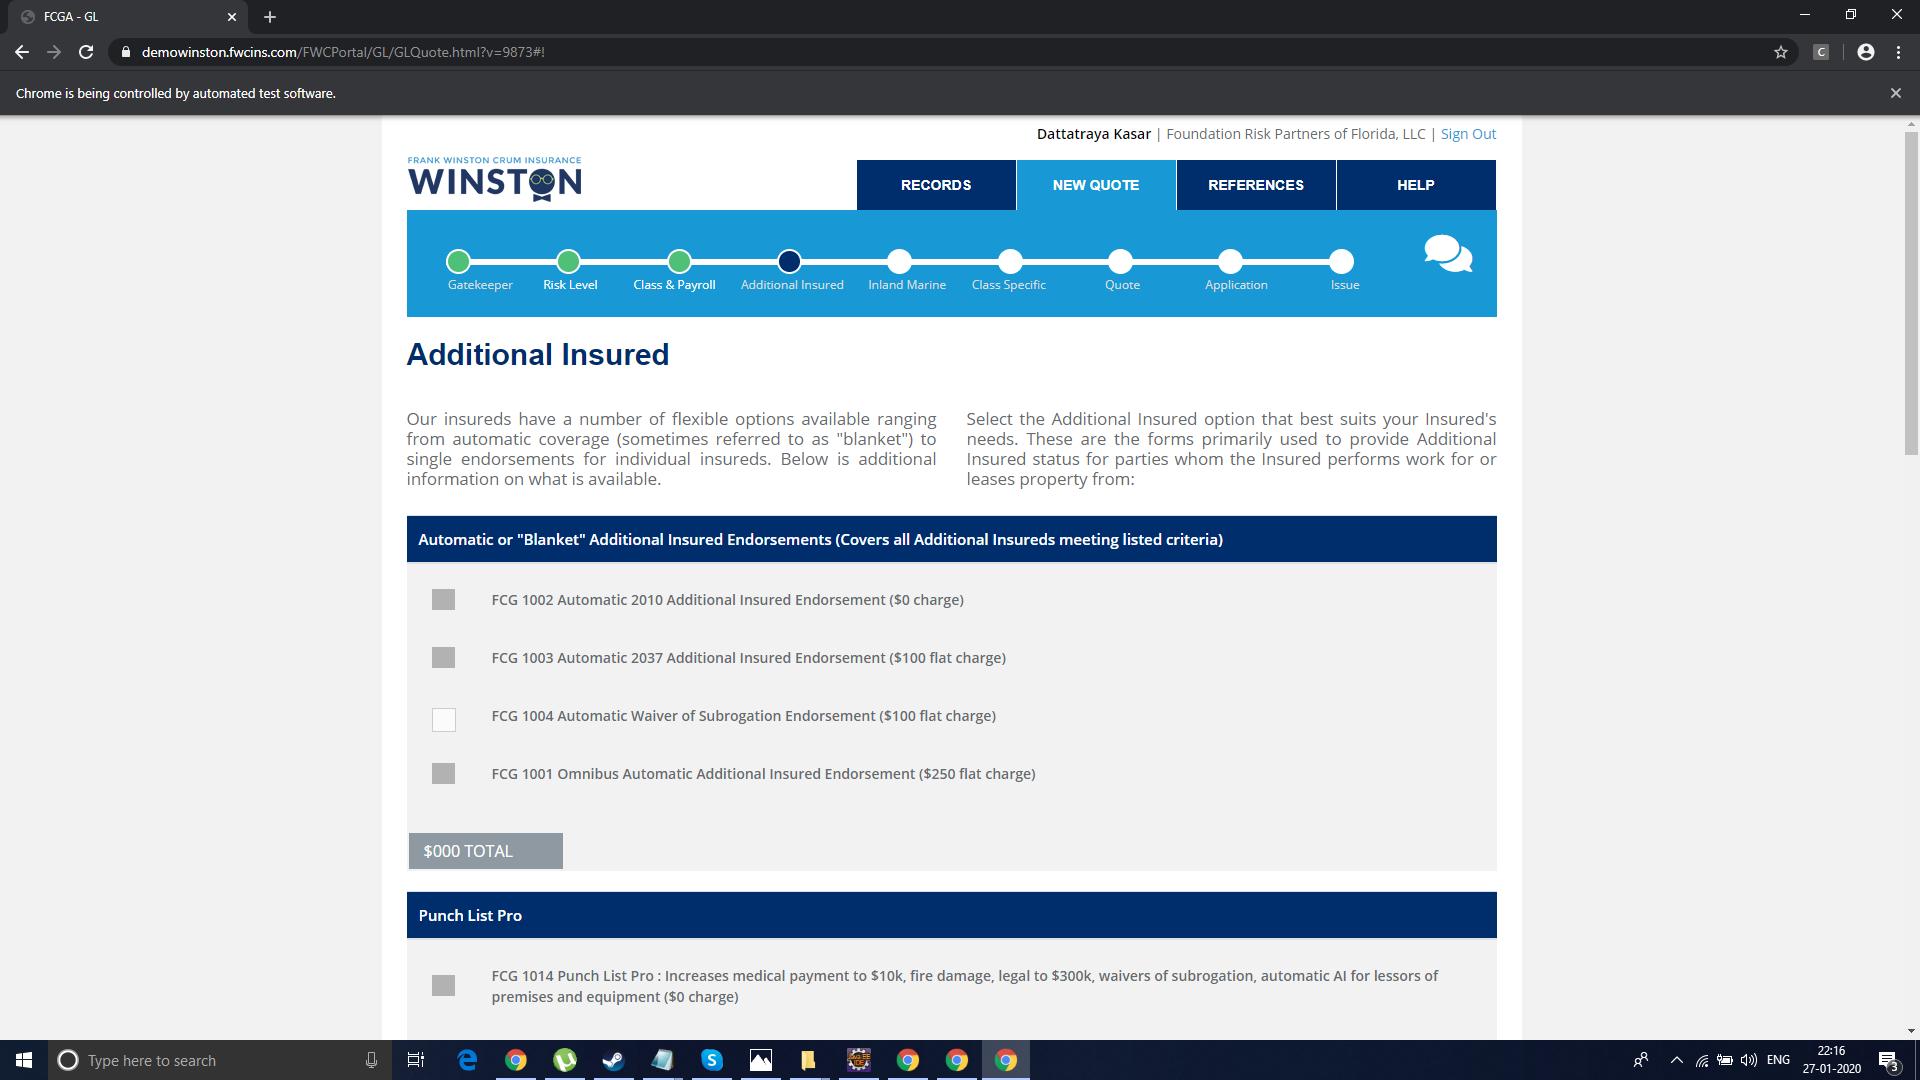 FCGA - GL
demowinston.fwcins.com/FWCPortal/GL/GLQuote.html?v=9873#!
C
Chrome is being controlled by automated test software.
Dattatraya Kasar | Foundation Risk Partners of Florida, LLC | Sign Out
FRANK WINSTON CRUM INSURANCE
WINSTON
RECORDS
NEW QUOTE
REFERENCES
HELP
Gatekeeper
Risk Level
Class & Payroll
Additional Insured
Inland Marine
Class Specific
Quote
Application
Issue
Additional Insured
Our insureds have a number of flexible options available ranging
from automatic coverage (sometimes referred to as "blanket") to
single endorsements for individual insureds. Below is additional
information on what is available.
Select the Additional Insured option that best suits your Insured's
needs. These are the forms primarily used to provide Additional
Insured status for parties whom the Insured performs work for or
leases property from:
Automatic or "Blanket" Additional Insured Endorsements (Covers all Additional Insureds meeting listed criteria)
FCG 1002 Automatic 2010 Additional Insured Endorsement ($0 charge)
FCG 1003 Automatic 2037 Additional Insured Endorsement ($100 flat charge)
FCG 1004 Automatic Waiver of Subrogation Endorsement ($100 flat charge)
FCG 1001 Omnibus Automatic Additional Insured Endorsement ($250 flat charge)
$000 TOTAL
Punch List Pro
FCG 1014 Punch List Pro : Increases medical payment to $10k, fire damage, legal to $300k, waivers of subrogation, automatic AI for lessors of
premises and equipment ($0 charge)
Type here to search
ENG
22:16
27-01-2020
3